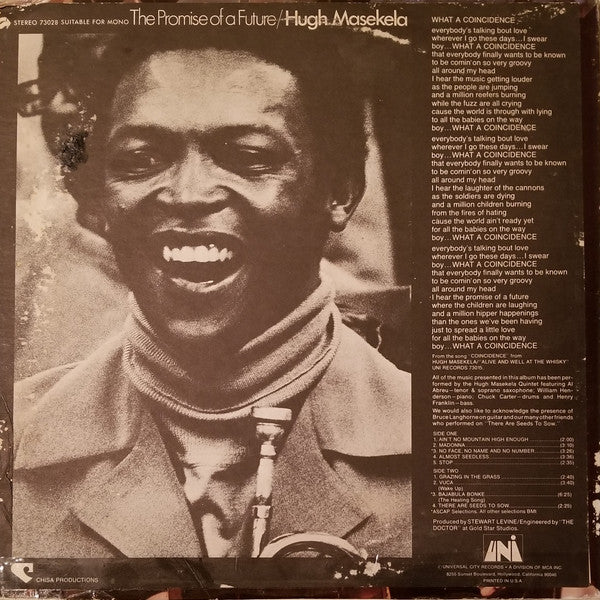 STEREO 73028 SUITABLE FOR MONO The Promise of a Future/Hugh Masekela
WHAT A COINCIDENCE
everybody's talking bout love
wherever I go these days...I swear
boy...WHAT A COINCIDENCE
that everybody finally wants to be known
to be comin' on so very groovy
all around my head
I hear the music getting louder
as the people are jumping
and a million reefers burning
while the fuzz are all crying
cause the world is through with lying
to all the babies on the way
boy...WHAT A COINCIDENCE
everybody's talking bout love
wherever I go these days...I swear
boy...WHAT A COINCIDENCE
that everybody finally wants to be known
to be comin' on so very groovy
all around my head
I hear the laughter of the cannons
as the soldiers are dying
and a million children burning
from the fires of hating
cause the world ain't ready yet
for all the babies on the way
boy...WHAT A COINCIDENCE
everybody's talking bout love
wherever I go these days...I swear
boy...WHAT A COINCIDENCE
that everybody finally wants to be known
to be comin' on so very groovy
all around my head
I hear the promise of a future
where the children are laughing
and a million hipper happenings
than the ones we've been having
just to spread a little love
for all the babies on the way
boy...WHAT A COINCIDENCE
From the song "COINCIDENCE" from
HUGH MASEKELA/"ALIVE AND WELL AT THE WHISKY"
UNI RECORDS 73015.
All of the music presented in this album has been per-
formed by the Hugh Masekela Quintet featuring Al
Abreu—tenor & soprano saxophone; William Hen-
derson—piano; Chuck Carter—drums and Henry
Franklin—bass.
We would also like to acknowledge the presence of
Bruce Langhorne on guitar and our many other friends
who performed on "There Are Seeds To Sow."
SIDE ONE
1. AIN'T NO MOUNTAIN HIGH ENOUGH (2:00)
2. MADONNA (3:10)
*3. NO FACE, NO NAME AND NO NUMBER (3:26)
4. ALMOST SEEDLESS (3:36)
5. STOP (2:35)
SIDE TWO
1. GRAZING IN THE GRASS (2:40)
2. VUCA (3:40)
(Wake Up)
*3. BAJABULA BONKE (6:25)
(The Healing Song)
4. THERE ARE SEEDS TO SOW (2:25)
*ASCAP Selections. All other selections BMI
Produced by STEWART LEVINE/Engineered by "THE
DOCTOR" at Gold Star Studios.
UNI
UNIVERSAL CITY RECORDS • A DIVISION OF MCA INC
8255 Sunset Boulevard, Hollywood, California 90046
PRINTED IN U.S.A
CHISA PRODUCTIONS